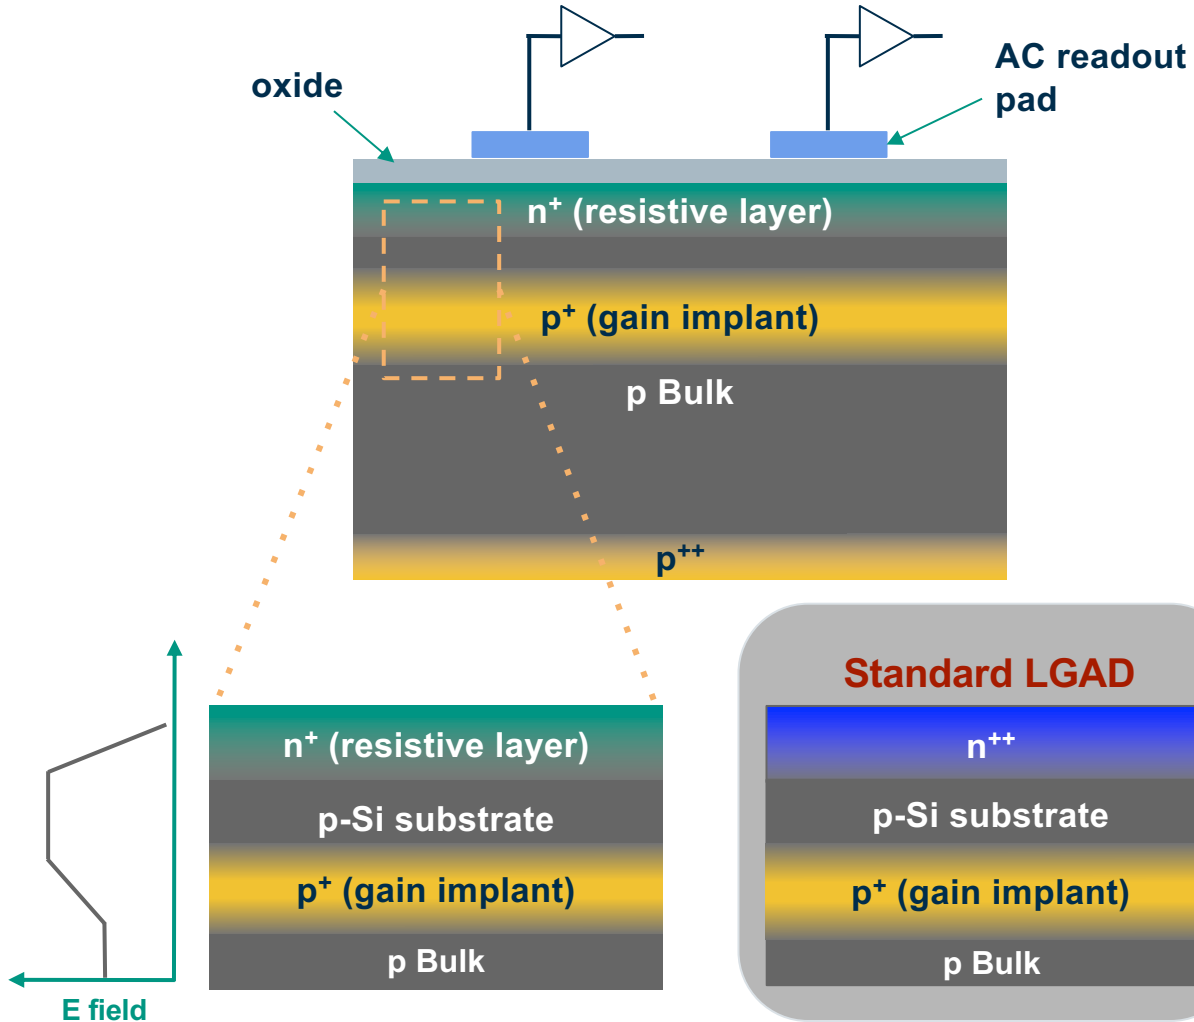 oxide
AC readout
pad
n⁺ (resistive layer)
p⁺ (gain implant)
p Bulk
p⁺⁺
Standard LGAD
n⁺ (resistive layer)
p-Si substrate
p⁺ (gain implant)
p Bulk
n⁺⁺
p-Si substrate
p⁺ (gain implant)
p Bulk
E field